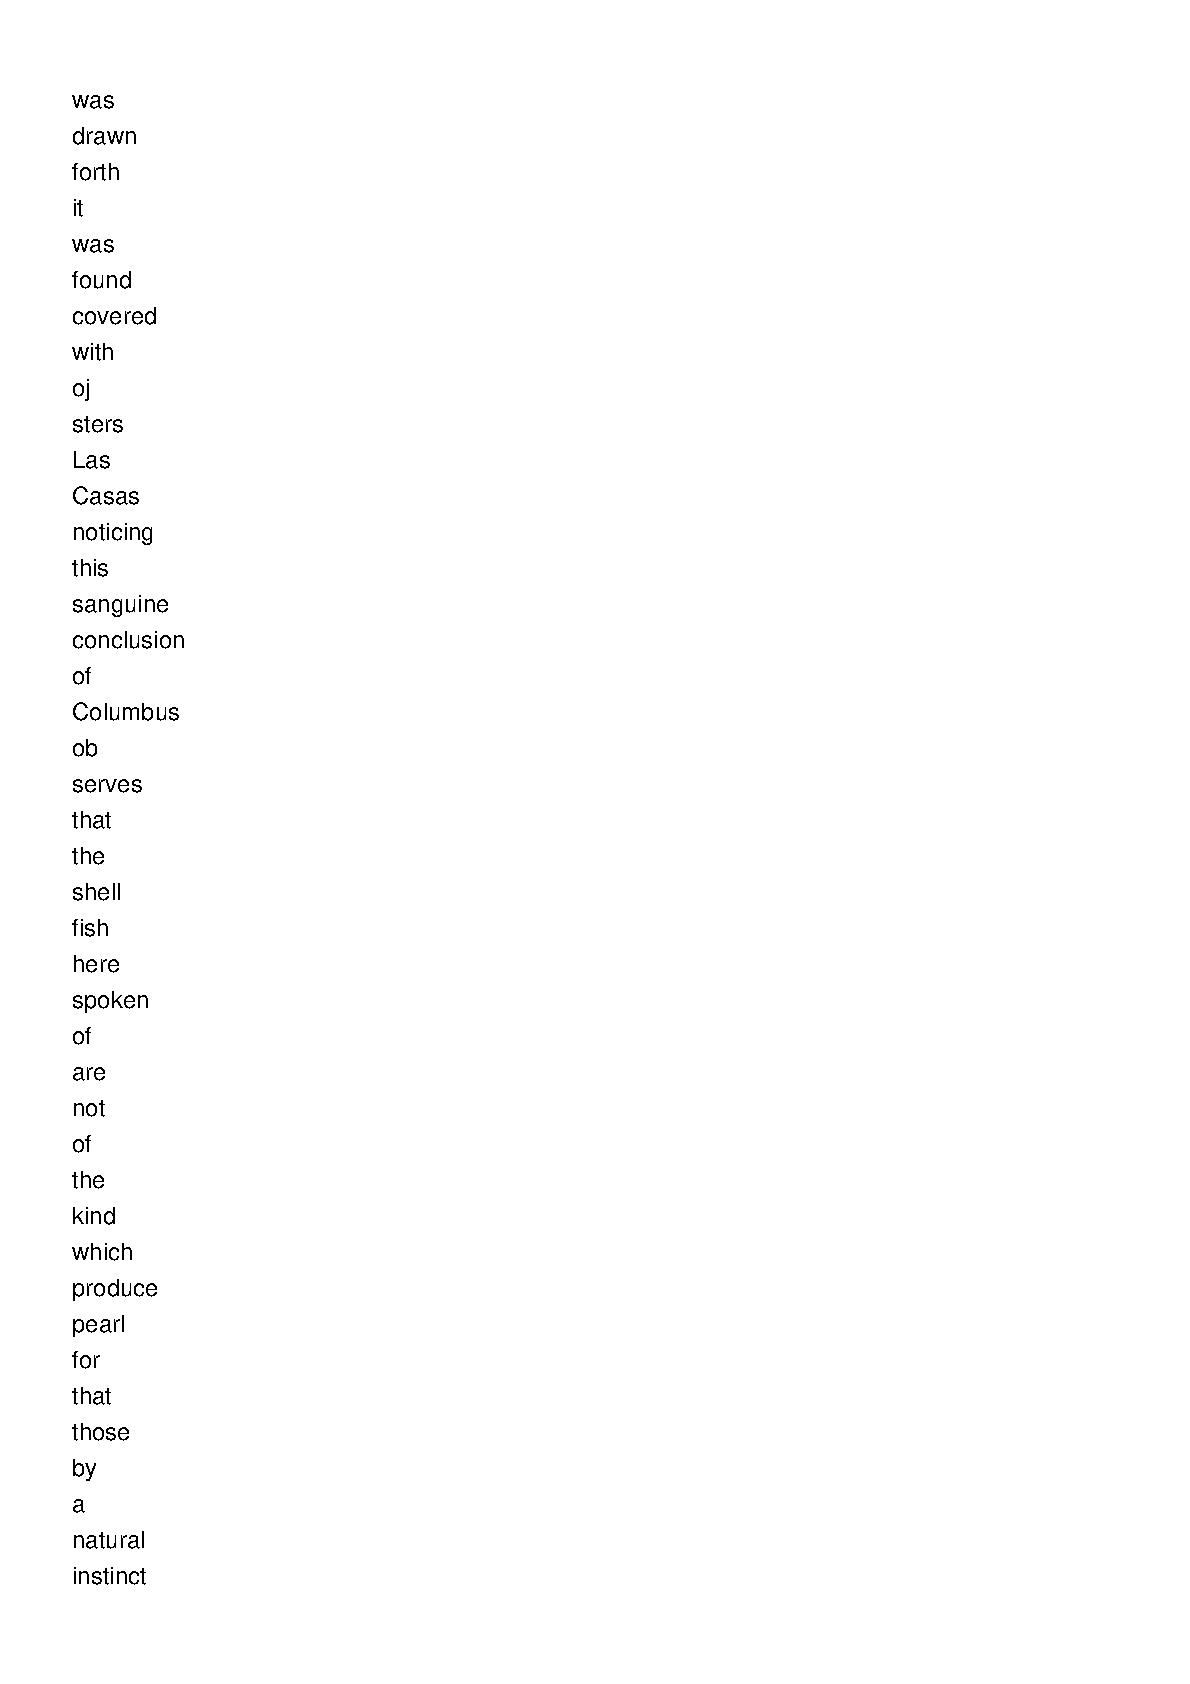 was
drawn
forth
it
was
found
covered
with
oj
sters
Las
Casas
noticing
this
sanguine
conclusion
of
Columbus
ob
serves
that
the
shell
fish
here
spoken
of
are
not
of
the
kind
which
produce
pearl
for
that
those
by
a
natural
instinct